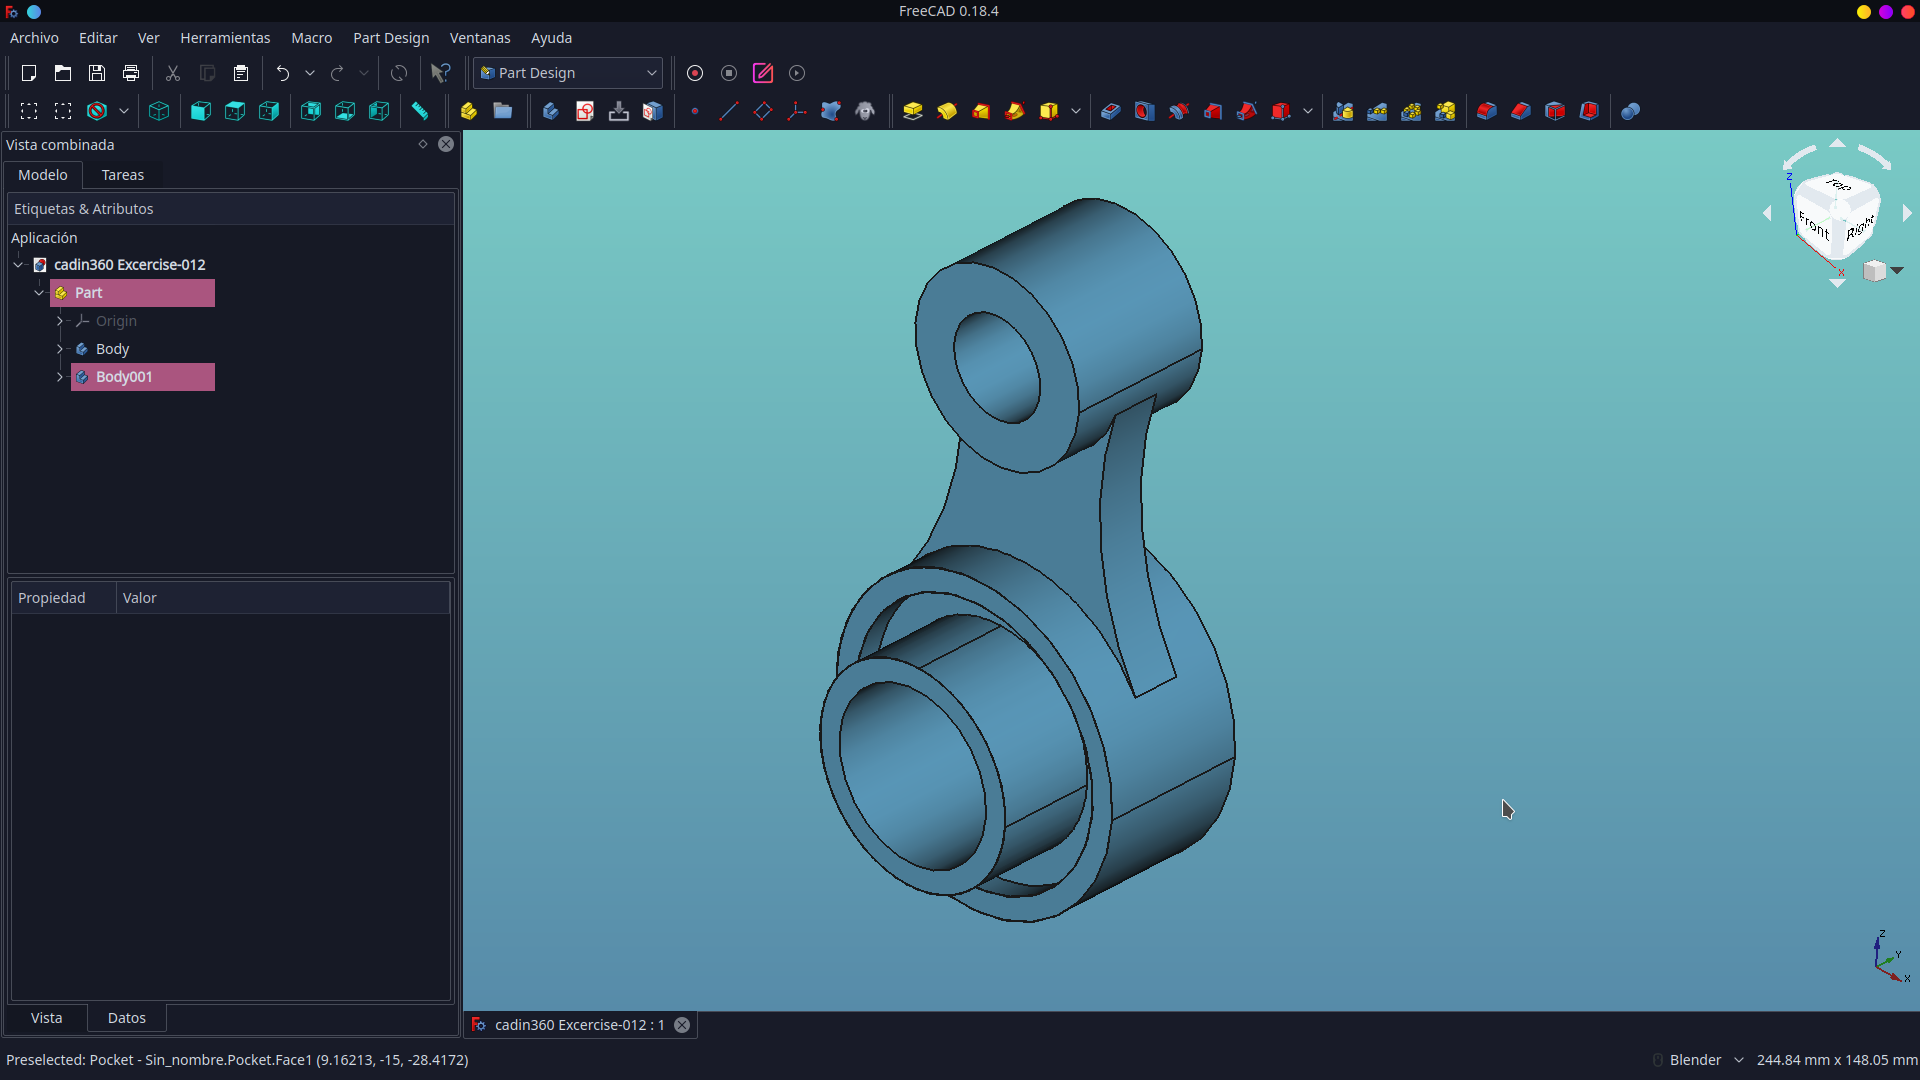 FreeCAD 0.18.4
Archivo Editar Ver Herramientas Macro Part Design Ventanas Ayuda
Part Design
Vista combinada
Modelo Tareas
Etiquetas & Atributos
Aplicación
cadin360 Excercise-012
Part
Origin
Body
Body001
Propiedad Valor
Vista Datos
Top
Front
Right
Z
X
Z
Y
X
cadin360 Excercise-012 : 1
Preselected: Pocket - Sin_nombre.Pocket.Face1 (9.16213, -15, -28.4172)
Blender
244.84 mm x 148.05 mm